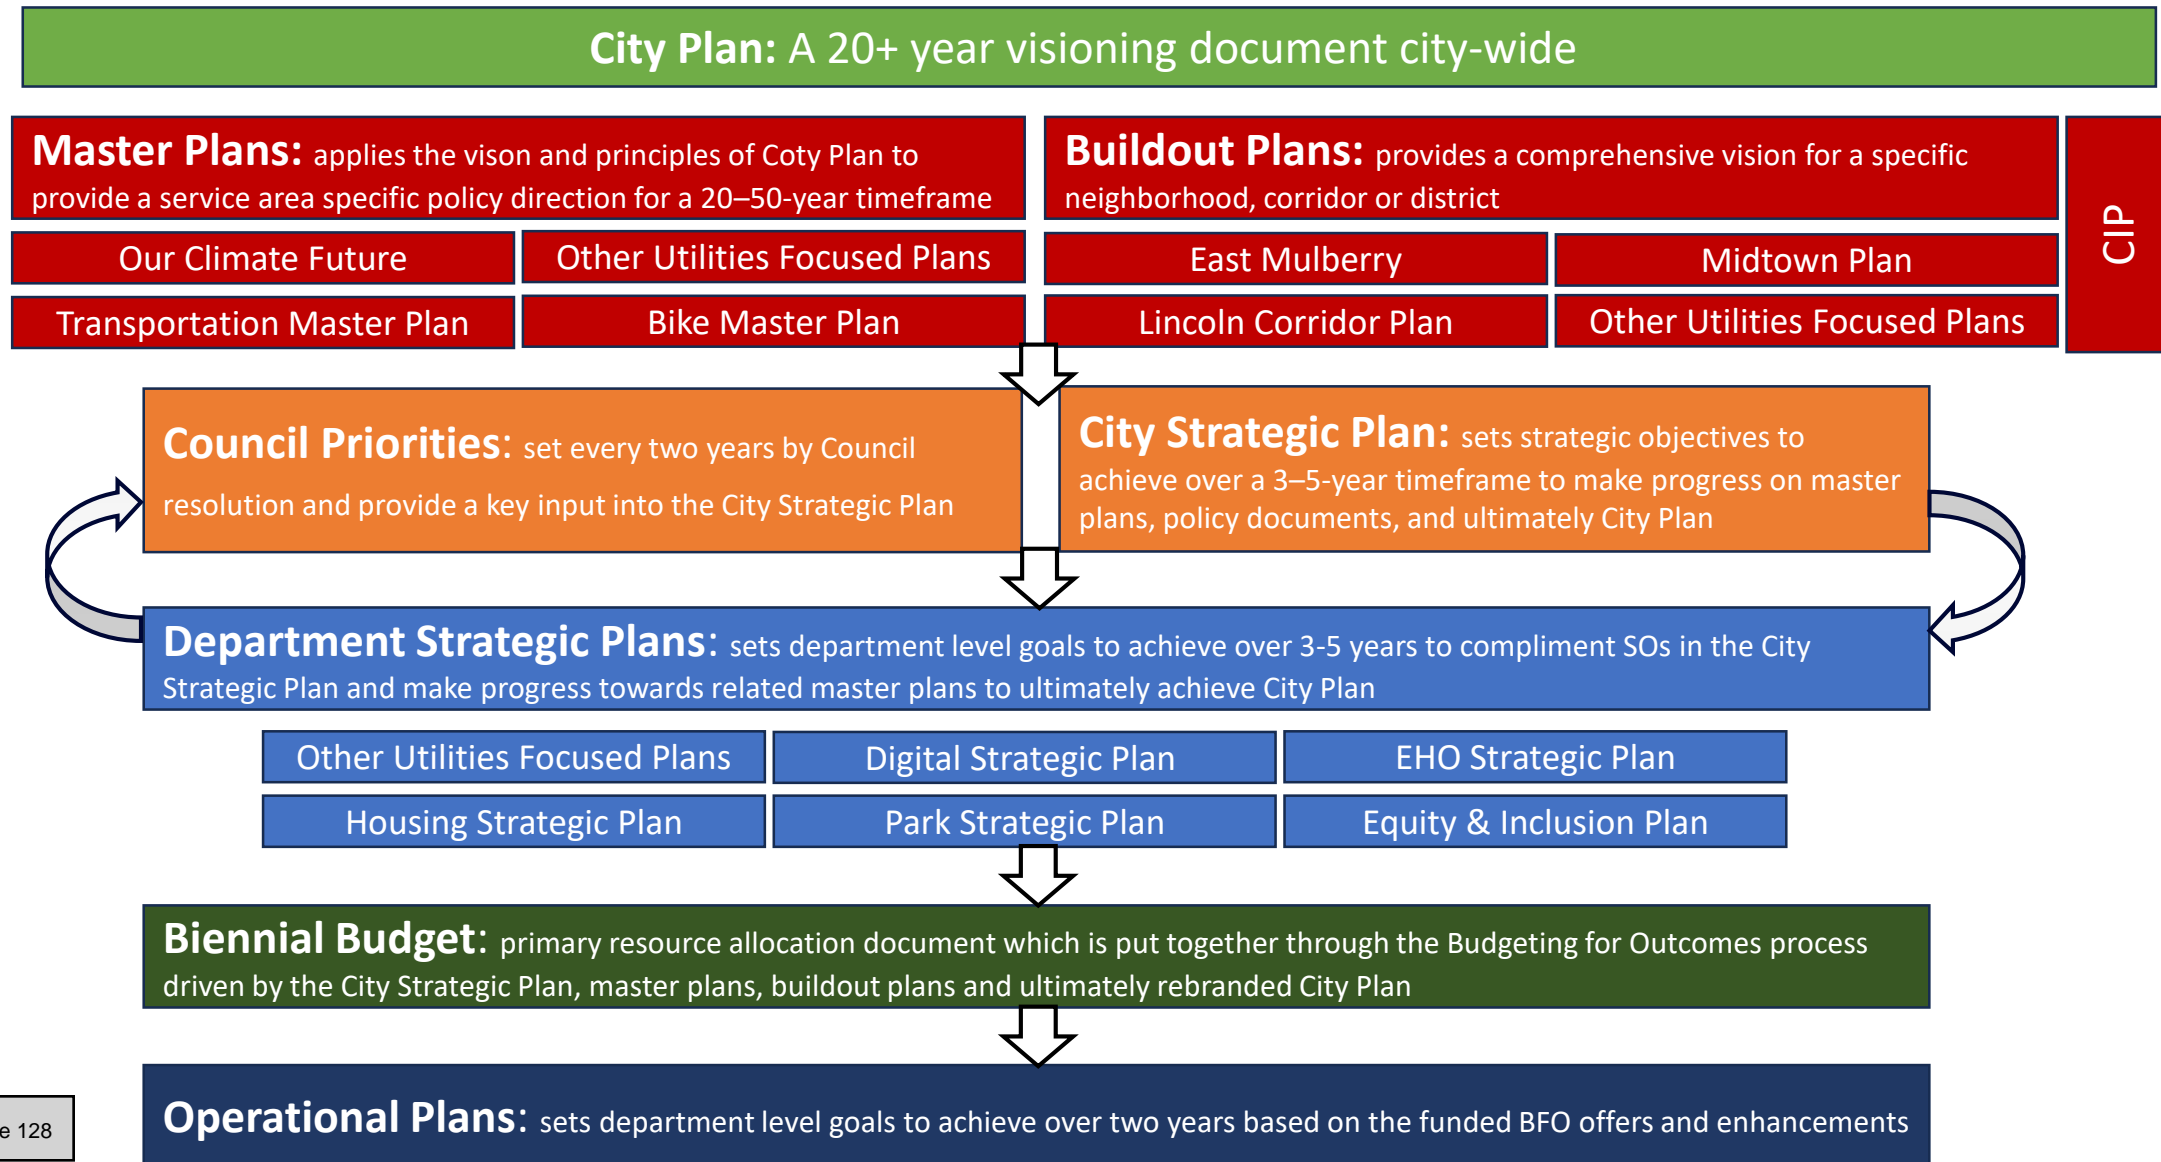 City Plan: A 20+ year visioning document city-wide
Master Plans: applies the vison and principles of Coty Plan to
provide a service area specific policy direction for a 20–50-year timeframe
Buildout Plans: provides a comprehensive vision for a specific
neighborhood, corridor or district
CIP
Our Climate Future
Other Utilities Focused Plans
East Mulberry
Midtown Plan
Transportation Master Plan
Bike Master Plan
Lincoln Corridor Plan
Other Utilities Focused Plans
Council Priorities: set every two years by Council
resolution and provide a key input into the City Strategic Plan
City Strategic Plan: sets strategic objectives to
achieve over a 3–5-year timeframe to make progress on master
plans, policy documents, and ultimately City Plan
Department Strategic Plans: sets department level goals to achieve over 3-5 years to compliment SOs in the City
Strategic Plan and make progress towards related master plans to ultimately achieve City Plan
Other Utilities Focused Plans
Digital Strategic Plan
EHO Strategic Plan
Housing Strategic Plan
Park Strategic Plan
Equity & Inclusion Plan
Biennial Budget: primary resource allocation document which is put together through the Budgeting for Outcomes process
driven by the City Strategic Plan, master plans, buildout plans and ultimately rebranded City Plan
Operational Plans: sets department level goals to achieve over two years based on the funded BFO offers and enhancements
e 128